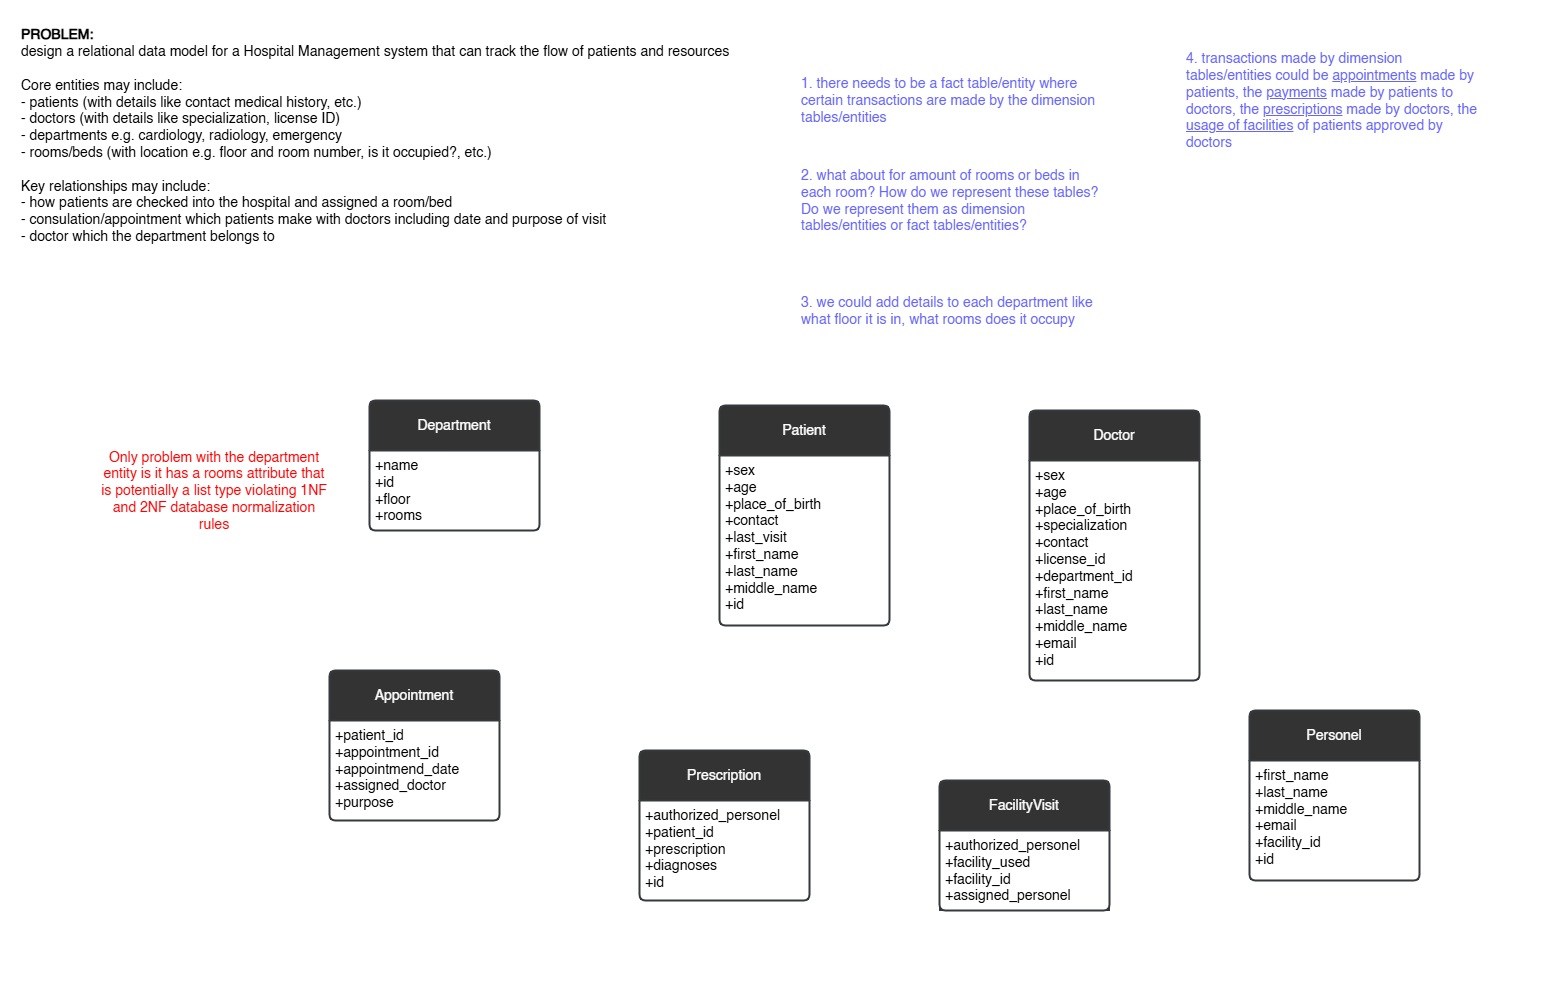 PROBLEM:
design a relational data model for a Hospital Management system that can track the flow of patients and resources
Core entities may include:
- patients (with details like contact medical history, etc.)
- doctors (with details like specialization, license ID)
- departments e.g. cardiology, radiology, emergency
- rooms/beds (with location e.g. floor and room number, is it occupied?, etc.)
Key relationships may include:
- how patients are checked into the hospital and assigned a room/bed
- consulation/appointment which patients make with doctors including date and purpose of visit
- doctor which the department belongs to
1. there needs to be a fact table/entity where
certain transactions are made by the dimension
tables/entities
2. what about for amount of rooms or beds in
each room? How do we represent these tables?
Do we represent them as dimension
tables/entities or fact tables/entities?
3. we could add details to each department like
what floor it is in, what rooms does it occupy
4. transactions made by dimension
tables/entities could be appointments made by
patients, the payments made by patients to
doctors, the prescriptions made by doctors, the
usage of facilities of patients approved by
doctors
Only problem with the department
entity is it has a rooms attribute that
is potentially a list type violating 1NF
and 2NF database normalization
rules
Department
+name
+id
+floor
+rooms
Patient
+sex
+age
+place_of_birth
+contact
+last_visit
+first_name
+last_name
+middle_name
+id
Doctor
+sex
+age
+place_of_birth
+specialization
+contact
+license_id
+department_id
+first_name
+last_name
+middle_name
+email
+id
Appointment
+patient_id
+appointment_id
+appointmend_date
+assigned_doctor
+purpose
Prescription
+authorized_personel
+patient_id
+prescription
+diagnoses
+id
FacilityVisit
+authorized_personel
+facility_used
+facility_id
+assigned_personel
Personel
+first_name
+last_name
+middle_name
+email
+facility_id
+id